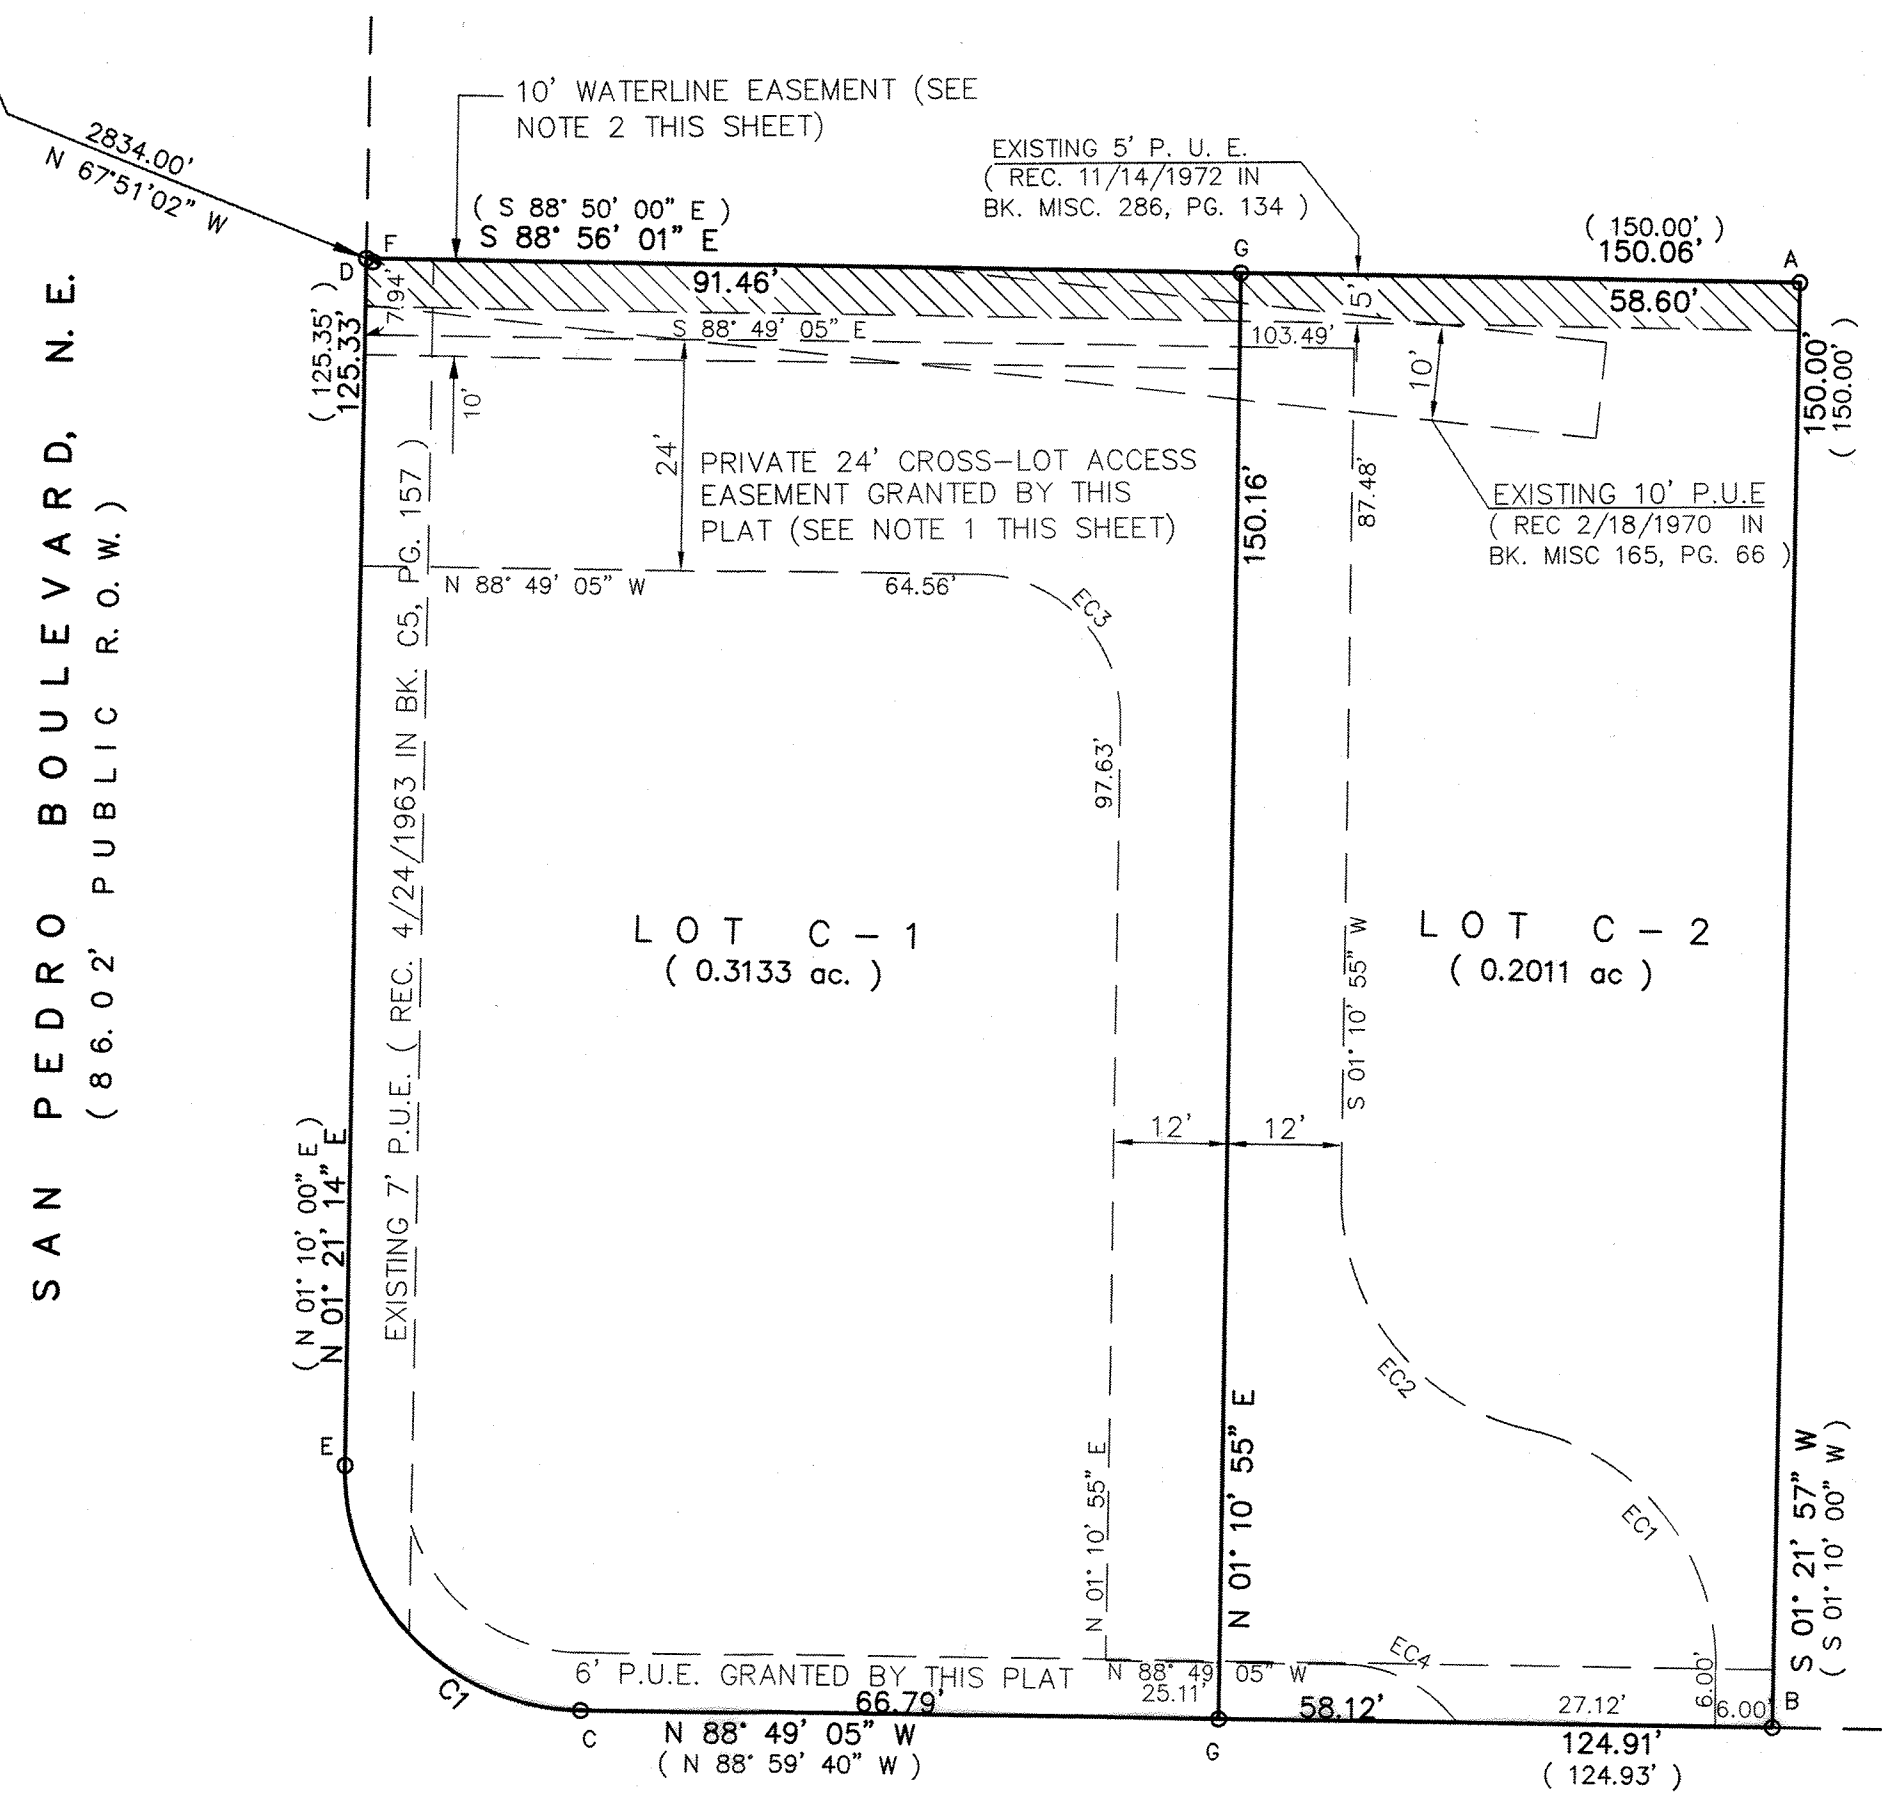 10' WATERLINE EASEMENT (SEE
NOTE 2 THIS SHEET)
2834.00'
N 67°51'02" W
EXISTING 5' P. U. E.
( REC. 11/14/1972 IN
BK. MISC. 286, PG. 134 )
( S 88° 50' 00" E )
S 88° 56' 01" E
( 150.00' )
150.06'
F
D
G
A
91.46'
58.60'
7.94'
5'
S 88° 49' 05" E
103.49'
( 125.35' )
125.33'
10'
10'
150.00'
( 150.00' )
24'
PRIVATE 24' CROSS-LOT ACCESS
EASEMENT GRANTED BY THIS
PLAT (SEE NOTE 1 THIS SHEET)
150.16'
87.48'
EXISTING 10' P.U.E
( REC 2/18/1970 IN
BK. MISC 165, PG. 66 )
N 88° 49' 05" W
64.56'
EC3
SAN PEDRO BOULEVARD, N.E.
( 86.02' PUBLIC R.O.W. )
EXISTING 7' P.U.E. ( REC. 4/24/1963 IN BK. C5, PG. 157 )
97.63'
LOT C-1
( 0.3133 ac. )
LOT C-2
( 0.2011 ac )
S 01° 10' 55" W
12'
12'
( N 01° 10' 00" E )
N 01° 21' 14" E
EC2
E
N 01° 10' 55" E
N 01° 10' 55" E
EC1
S 01° 21' 57" W
( S 01° 10' 00" W )
EC4
6' P.U.E. GRANTED BY THIS PLAT
N 88° 49' 05" W
25.11'
C1
66.79'
58.12'
27.12'
6.00'
6.00'
B
C
N 88° 49' 05" W
( N 88° 59' 40" W )
G
124.91'
( 124.93' )